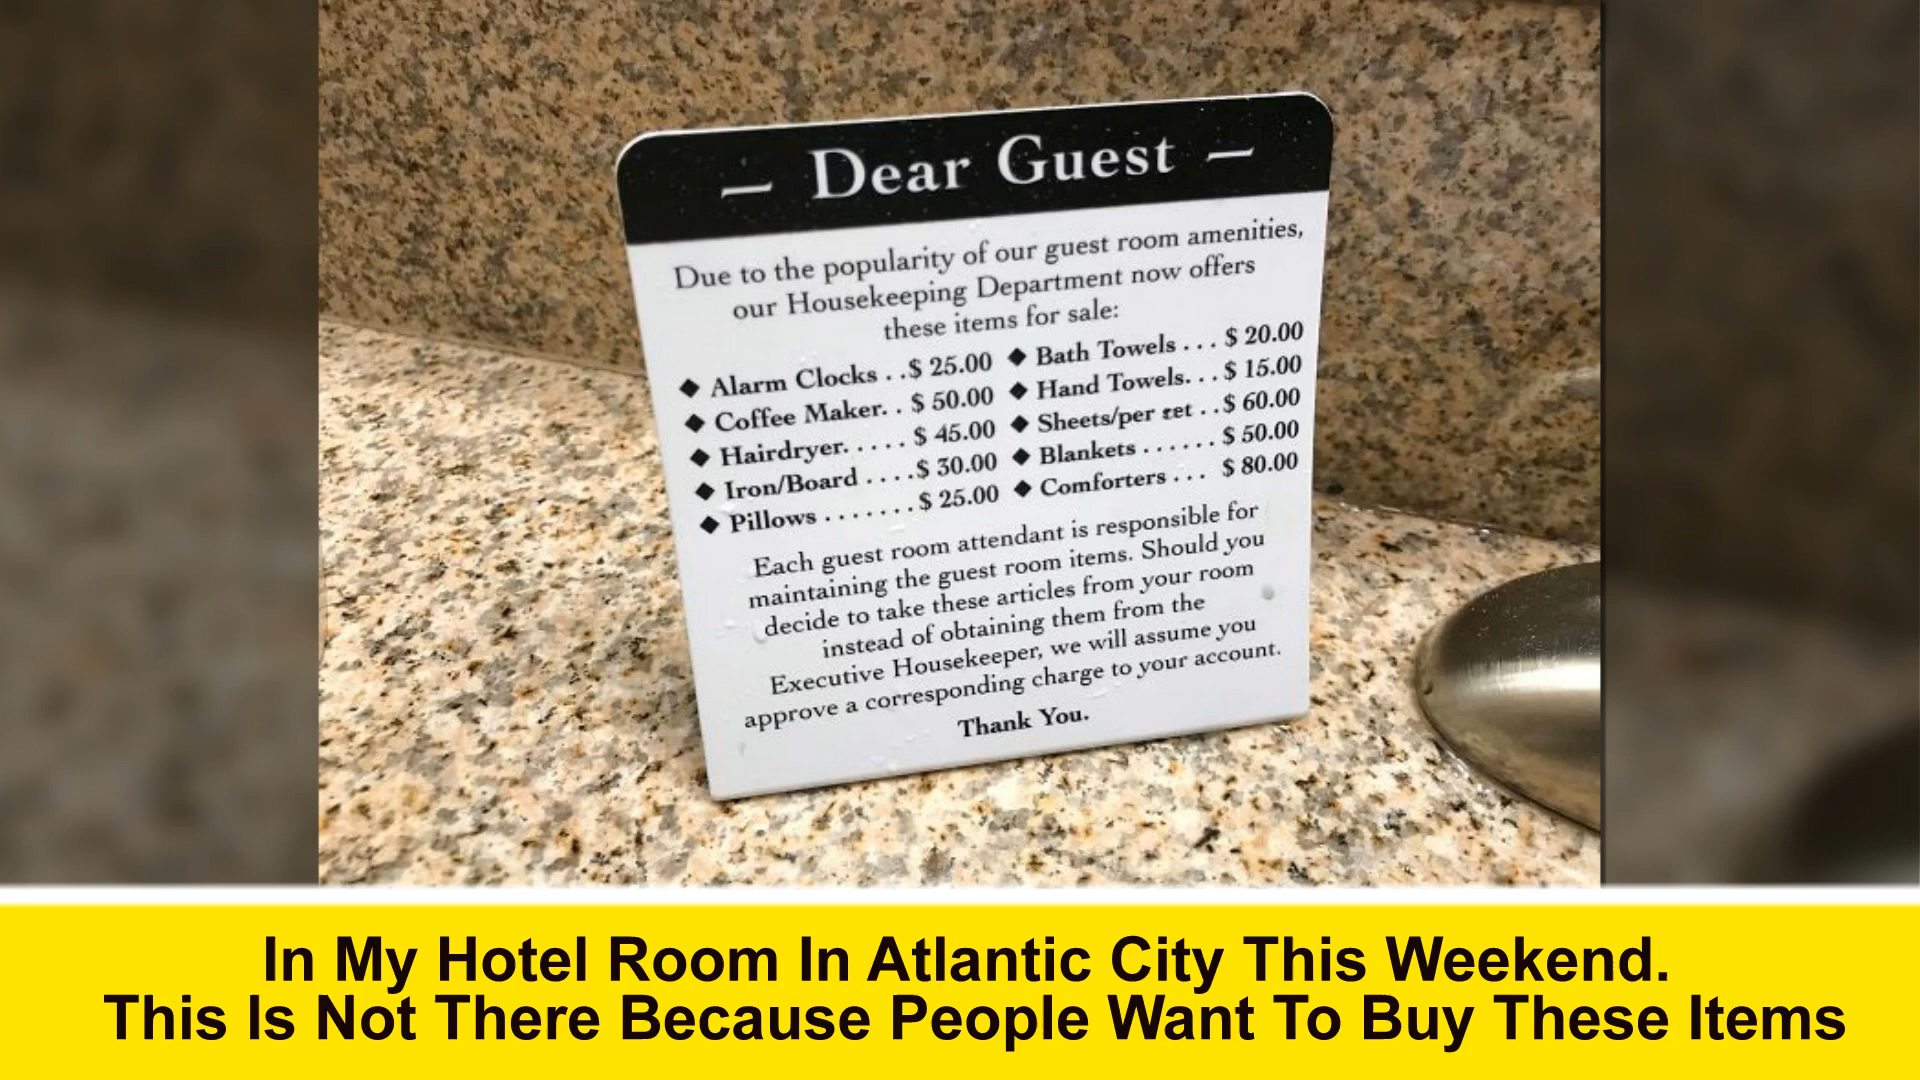 — Dear Guest —
Due to the popularity of our guest room amenities,
our Housekeeping Department now offers
these items for sale:
◆ Alarm Clocks . . $ 25.00 ◆ Bath Towels . . . $ 20.00
◆ Coffee Maker. . $ 50.00 ◆ Hand Towels. . . $ 15.00
◆ Hairdryer. . . . . . $ 45.00 ◆ Sheets/per set . . $ 60.00
◆ Iron/Board . . . . $ 30.00 ◆ Blankets . . . . . . $ 50.00
◆ Pillows . . . . . . . $ 25.00 ◆ Comforters . . . $ 80.00
Each guest room attendant is responsible for
maintaining the guest room items. Should you
decide to take these articles from your room
instead of obtaining them from the
Executive Housekeeper, we will assume you
approve a corresponding charge to your account.
Thank You.
In My Hotel Room In Atlantic City This Weekend.
This Is Not There Because People Want To Buy These Items